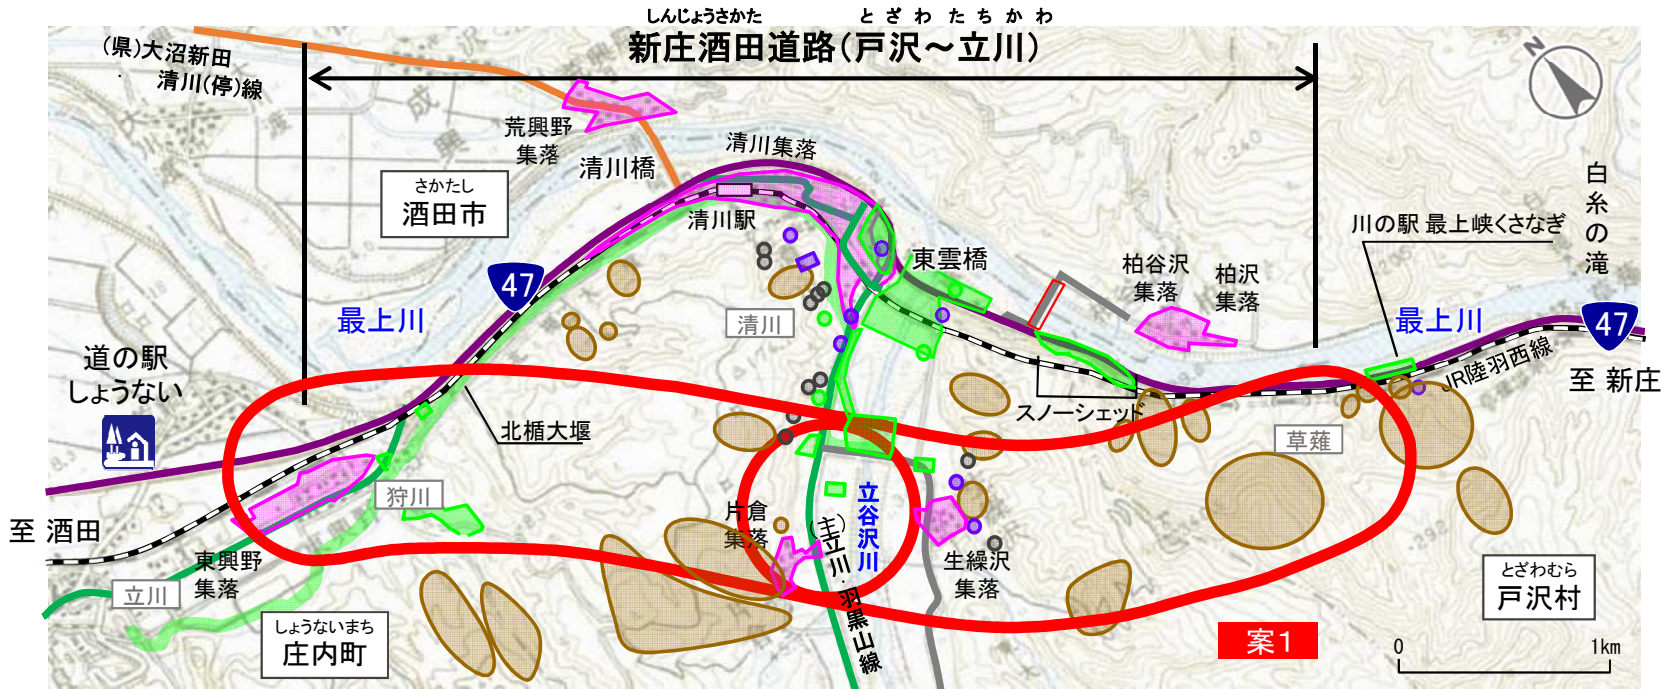 しんじょうさかた　とざわたちかわ
新庄酒田道路(戸沢～立川)
(県)大沼新田
清川(停)線
N
荒興野
集落
清川橋
清川集落
さかたし
酒田市
清川駅
東雲橋
柏谷沢
集落
柏沢
集落
川の駅 最上峡くさなぎ
白糸の滝
47
最上川
清川
最上川
47
道の駅
しょうない
JR陸羽西線
至 新庄
スノーシェッド
北楯大堰
草薙
狩川
片倉
集落
(主)立川・羽黒山線
立谷沢川
生繰沢
集落
至 酒田
東興野
集落
立川
しょうないまち
庄内町
とざわむら
戸沢村
案1
0
1km